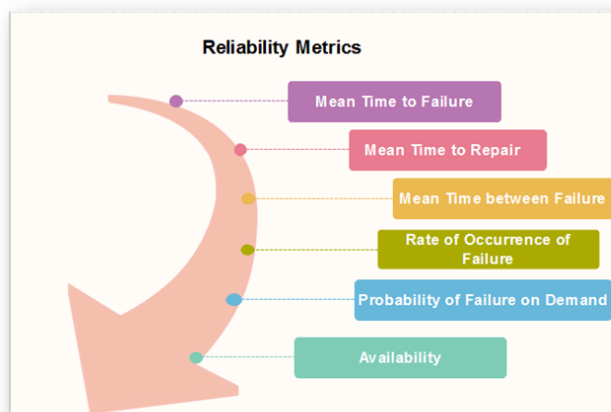 Reliability Metrics
Mean Time to Failure
Mean Time to Repair
Mean Time between Failure
Rate of Occurrence of
Failure
Probability of Failure on Demand
Availability